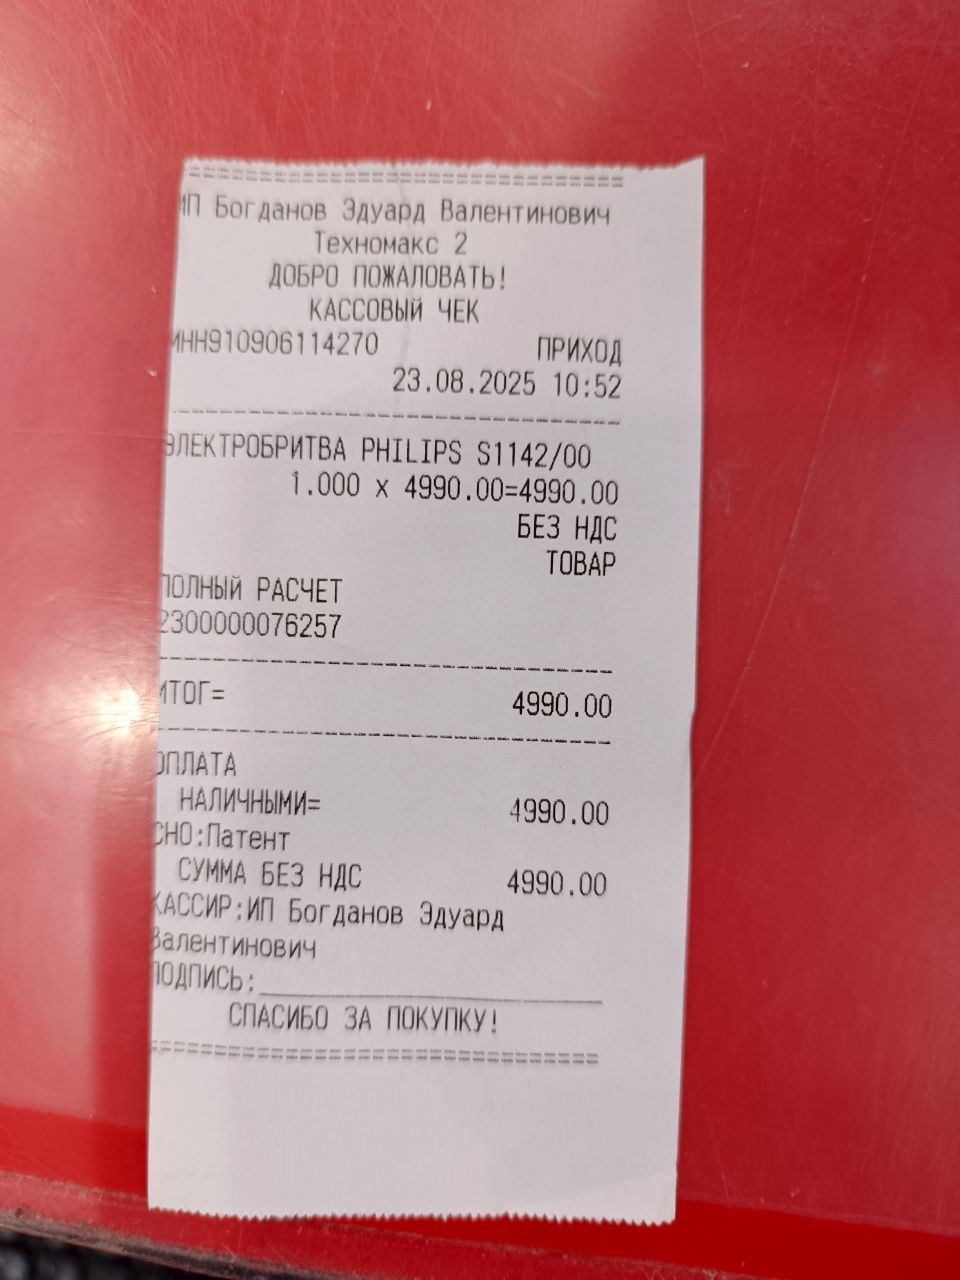 ==========================================
ИП Богданов Эдуард Валентинович
Техномакс 2
ДОБРО ПОЖАЛОВАТЬ!
КАССОВЫЙ ЧЕК
ИНН910906114270 ПРИХОД
23.08.2025 10:52
ЭЛЕКТРОБРИТВА PHILIPS S1142/00
1.000 x 4990.00=4990.00
БЕЗ НДС
ТОВАР
ПОЛНЫЙ РАСЧЕТ
2300000076257
ИТОГ= 4990.00
ОПЛАТА
НАЛИЧНЫМИ= 4990.00
СНО:Патент
СУММА БЕЗ НДС 4990.00
КАССИР:ИП Богданов Эдуард
Валентинович
ПОДПИСЬ:
СПАСИБО ЗА ПОКУПКУ!
==========================================